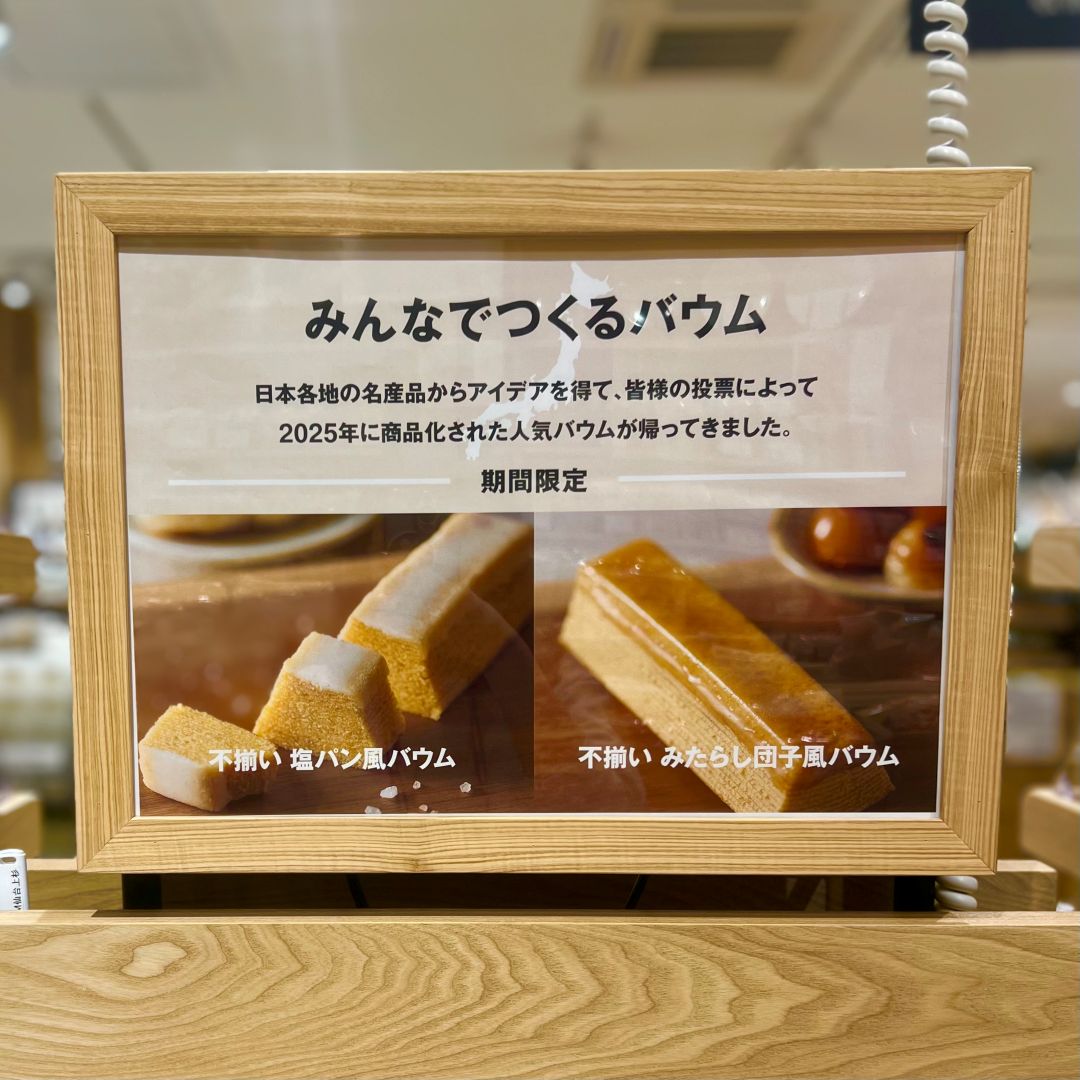 みんなでつくるバウム
日本各地の名産品からアイデアを得て、皆様の投票によって
2025年に商品化された人気バウムが帰ってきました。
期間限定
不揃い 塩パン風バウム
不揃い みたらし団子風バウム
仙台上杉